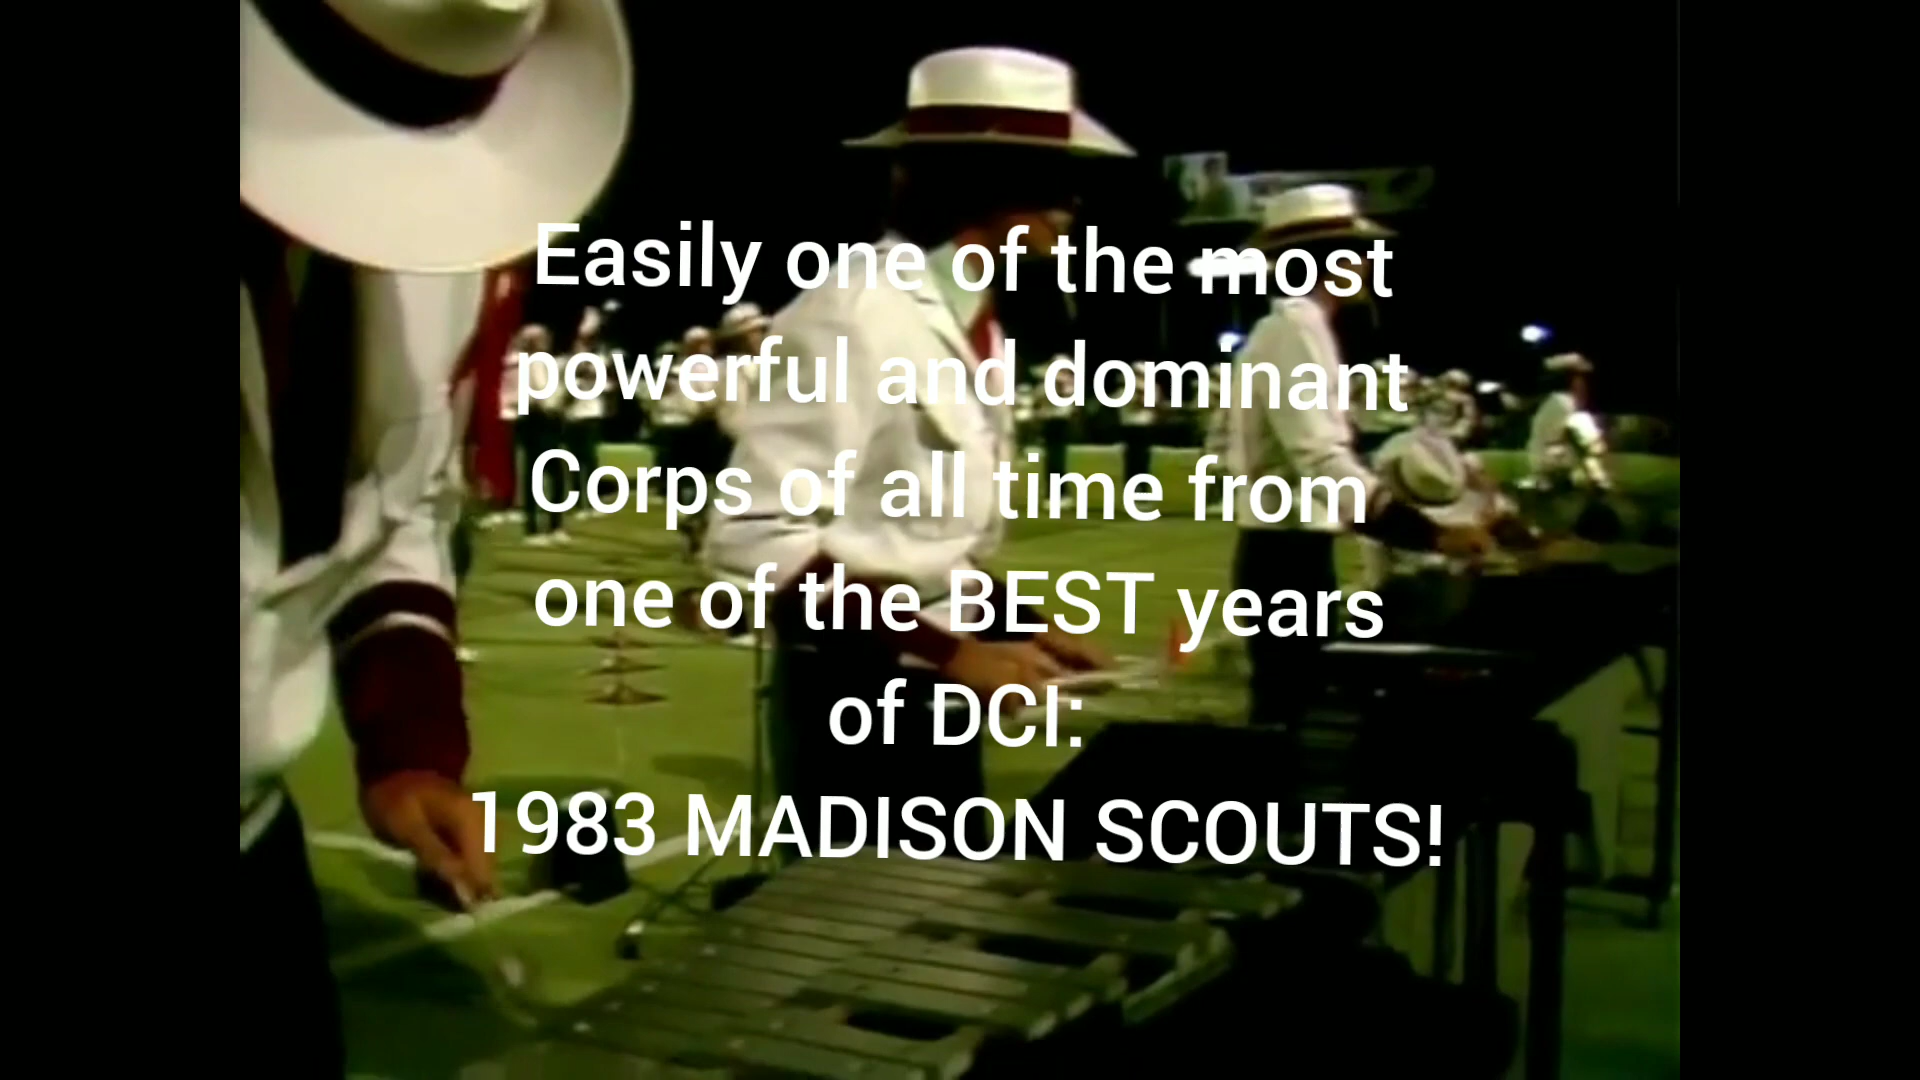 Easily one of the most
powerful and dominant
Corps of all time from
one of the BEST years
of DCI:
1983 MADISON SCOUTS!